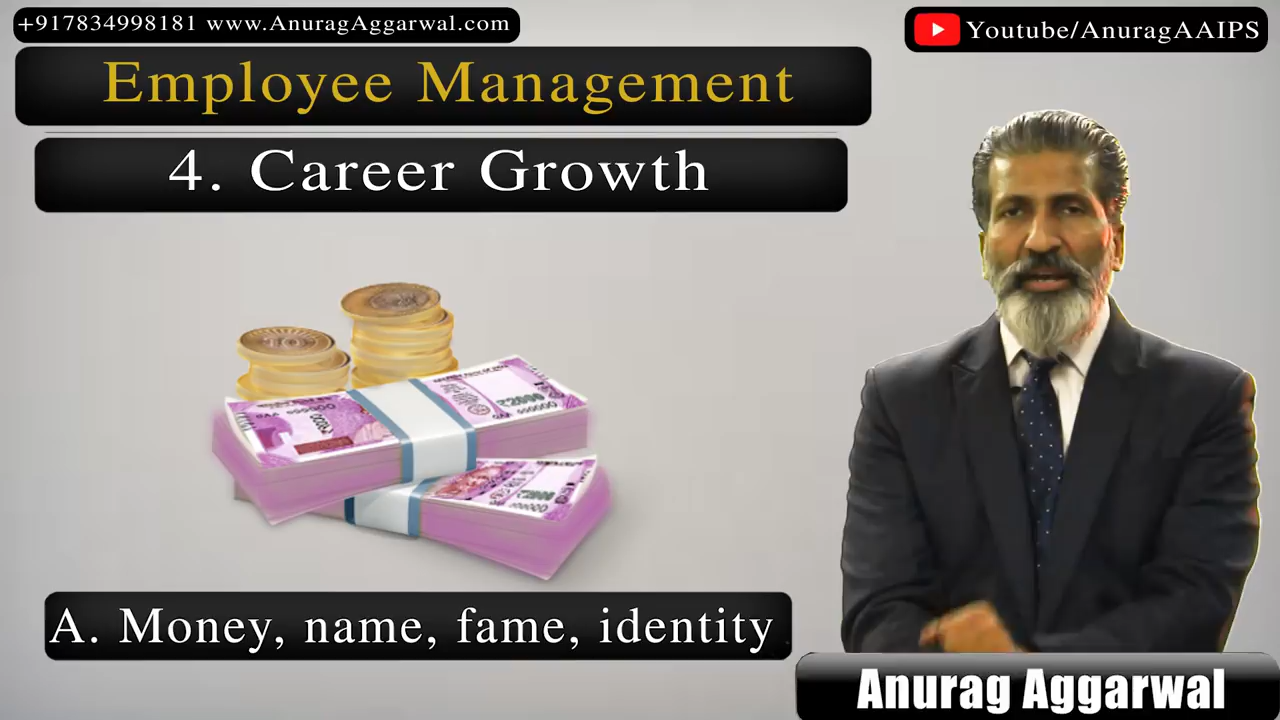 +917834998181 www.AnuragAggarwal.com
Youtube/AnuragAAIPS
Employee Management
4. Career Growth
A. Money, name, fame, identity
Anurag Aggarwal